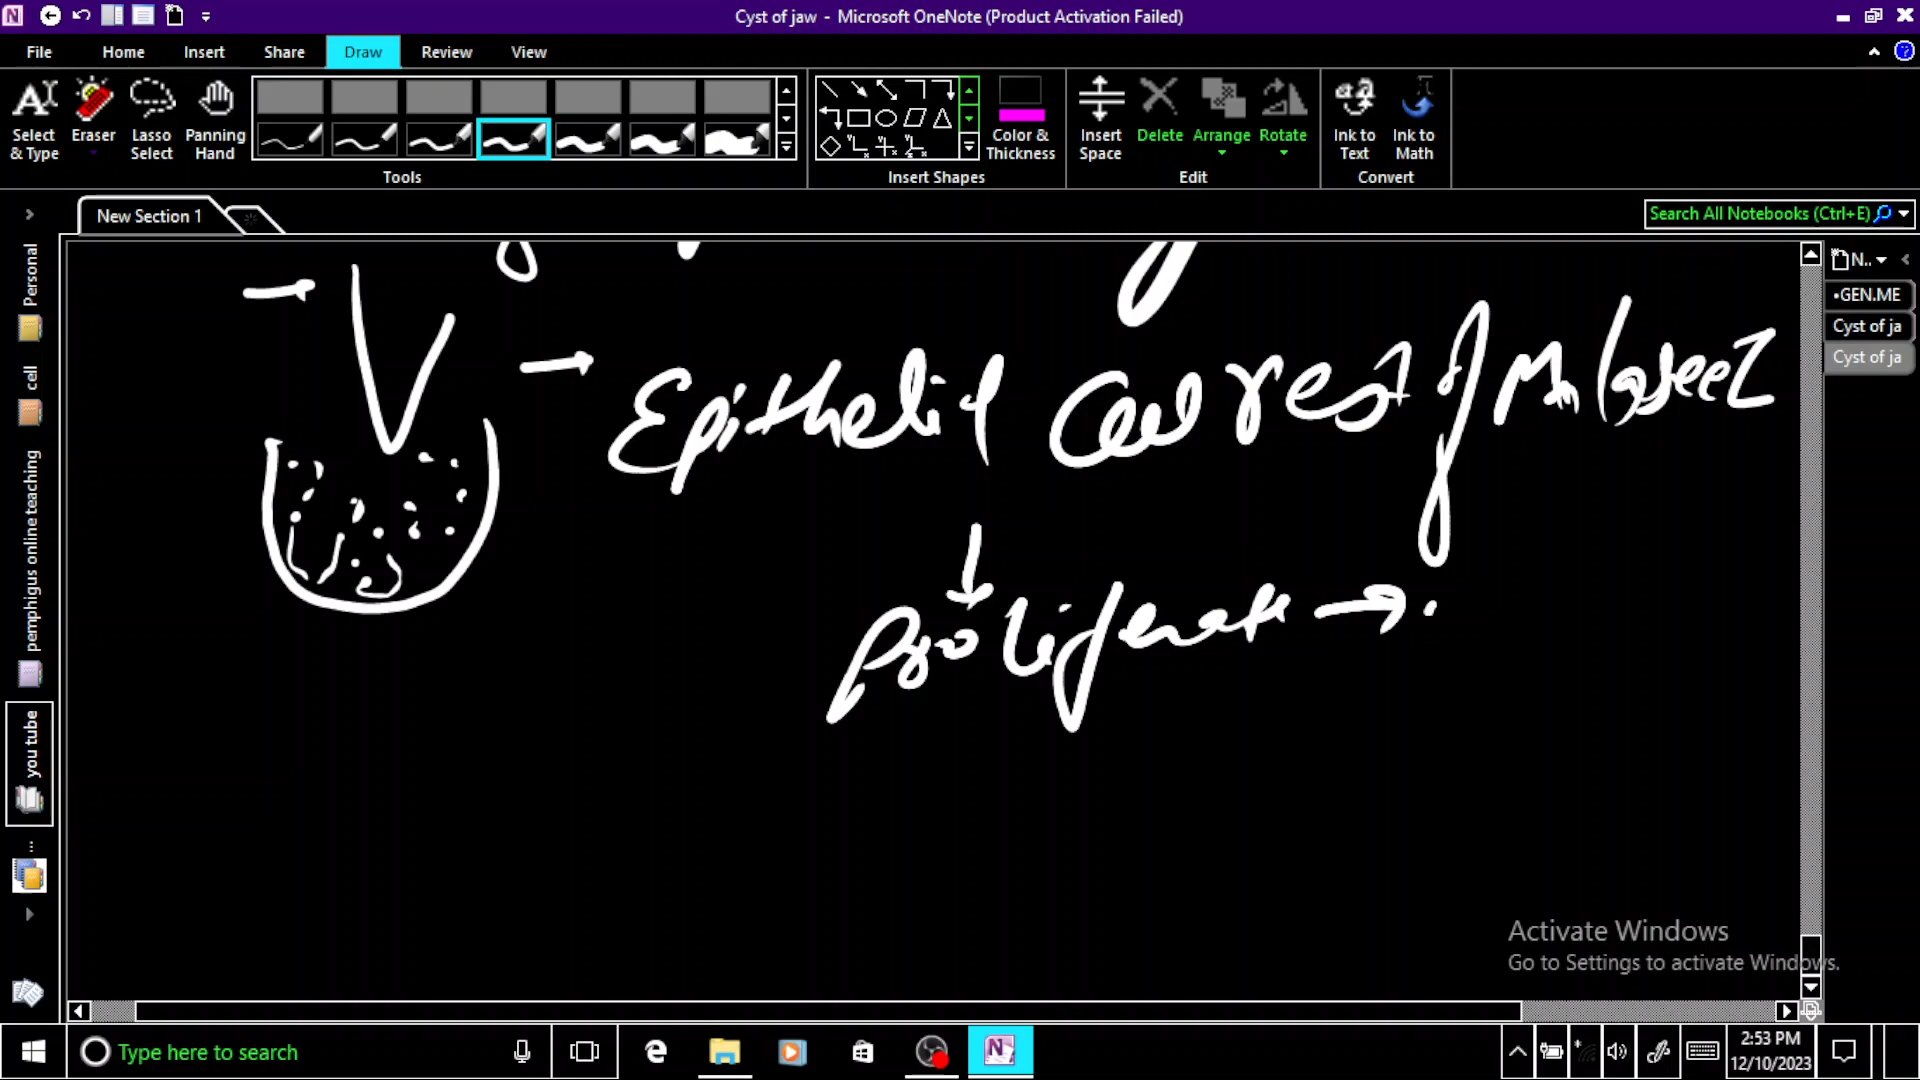 Cyst of jaw - Microsoft OneNote (Product Activation Failed)
File Home Insert Share Draw Review View
Select & Type
Eraser
Lasso Select
Panning Hand
Color & Thickness
Insert Space
Delete
Arrange
Rotate
Ink to Text
Ink to Math
Tools
Insert Shapes
Edit
Convert
New Section 1
Search All Notebooks (Ctrl+E)
Personal
cell
pemphigus online teaching
you tube
N..
•GEN.ME
Cyst of ja
Cyst of ja
→ Epithelil Cell rest of Malasseez
↓
Proliferate →
Activate Windows
Go to Settings to activate Windows.
Type here to search
2:53 PM
12/10/2023